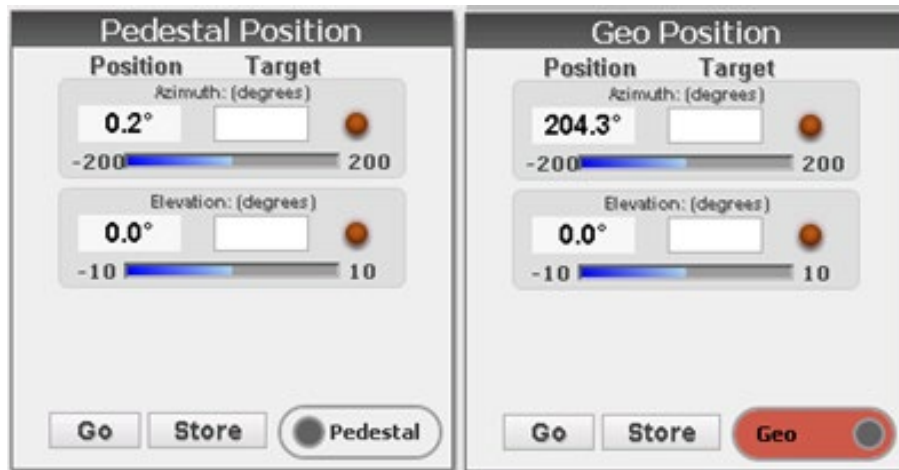 Pedestal Position
Position Target
Azimuth: (degrees)
0.2°
-200 200
Elevation: (degrees)
0.0°
-10 10
Go Store Pedestal
Geo Position
Position Target
Azimuth: (degrees)
204.3°
-200 200
Elevation: (degrees)
0.0°
-10 10
Go Store Geo